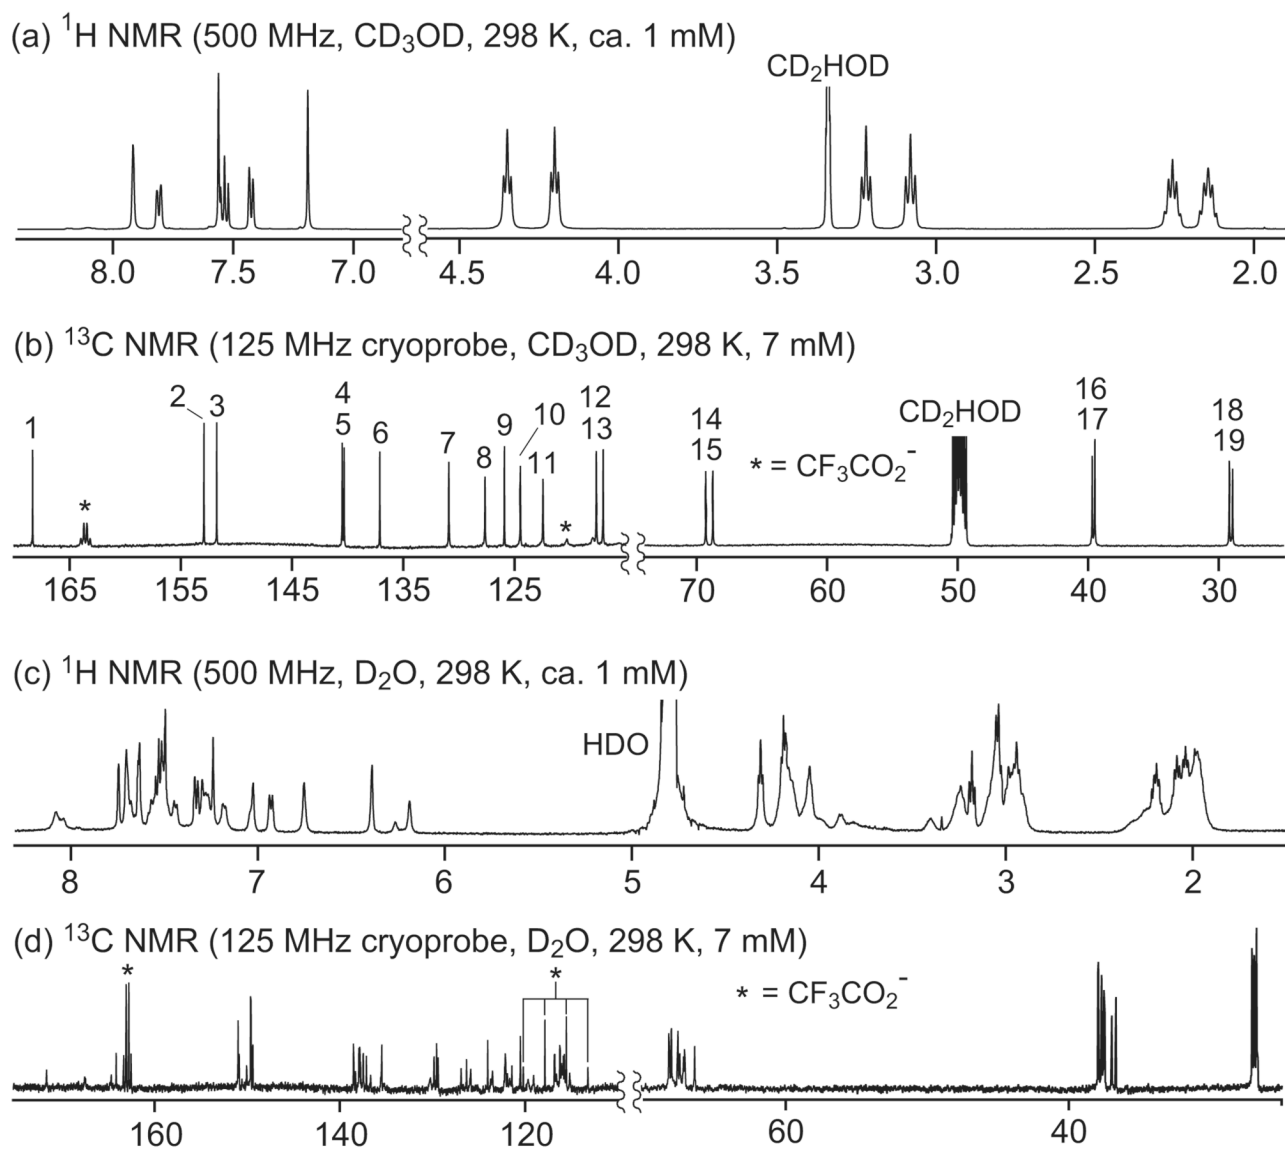 (a) ¹H NMR (500 MHz, CD₃OD, 298 K, ca. 1 mM)
CD₂HOD
8.0 7.5 7.0 4.5 4.0 3.5 3.0 2.5 2.0
(b) ¹³C NMR (125 MHz cryoprobe, CD₃OD, 298 K, 7 mM)
1 * 2 3 4 5 6 7 8 9 10 11 * 12 13 14 15 CD₂HOD 16 17 18 19
* = CF₃CO₂⁻
165 155 145 135 125 70 60 50 40 30
(c) ¹H NMR (500 MHz, D₂O, 298 K, ca. 1 mM)
HDO
8 7 6 5 4 3 2
(d) ¹³C NMR (125 MHz cryoprobe, D₂O, 298 K, 7 mM)
* *
* = CF₃CO₂⁻
160 140 120 60 40